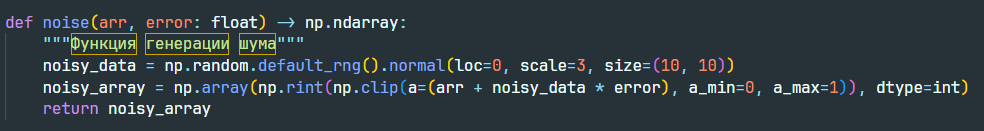 def noise(arr, error: float) -> np.ndarray:
"""Функция генерации шума"""
noisy_data = np.random.default_rng().normal(loc=0, scale=3, size=(10, 10))
noisy_array = np.array(np.rint(np.clip(a=(arr + noisy_data * error), a_min=0, a_max=1)), dtype=int)
return noisy_array